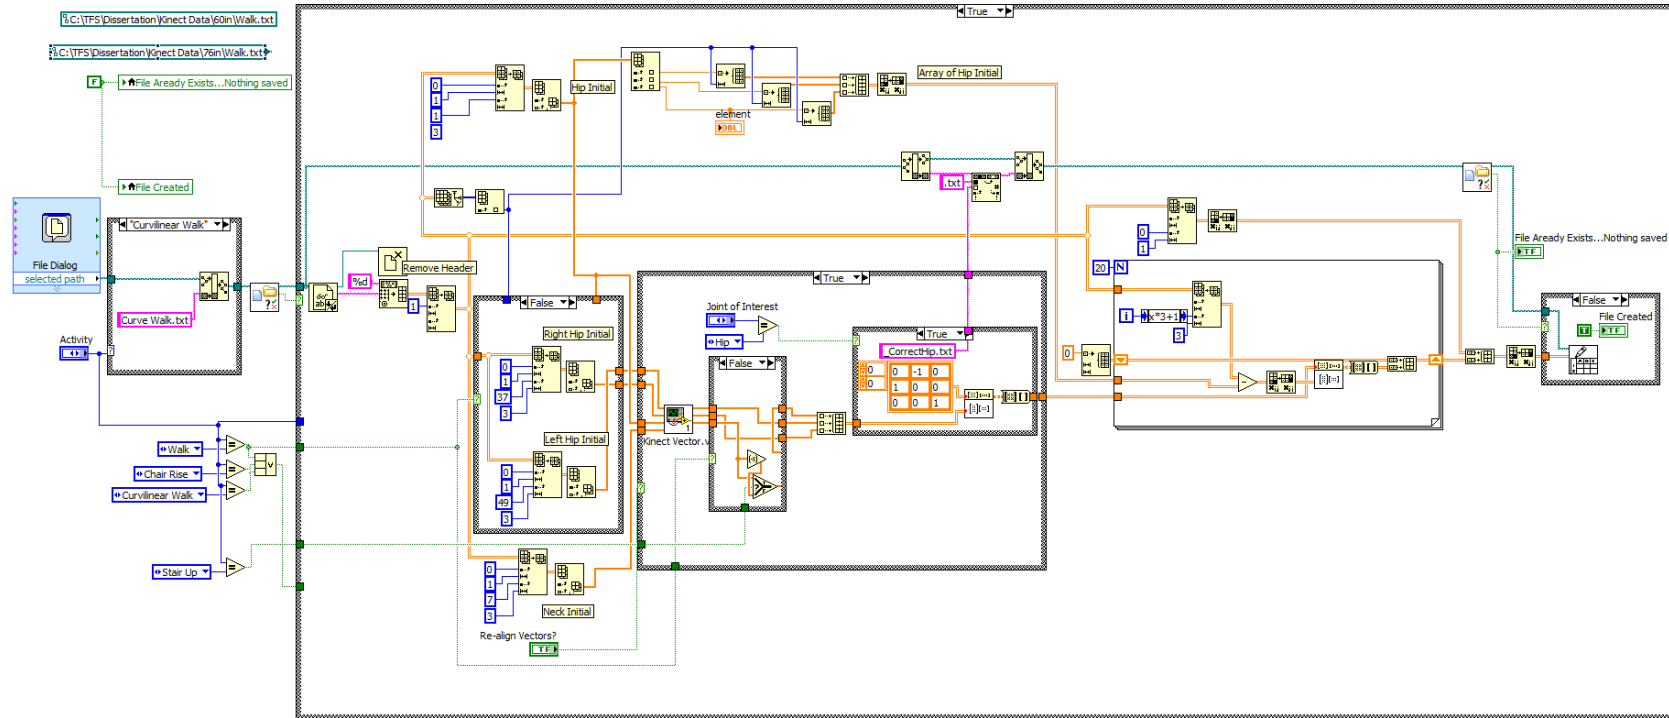 C:\TFS\Dissertation\Kinect Data\60in\Walk.txt
True
C:\TFS\Dissertation\Kinect Data\76in\Walk.txt
F
File Aready Exists...Nothing saved
Hip Initial
Array of Hip Initial
0
1
1
3
element
DBL
File Created
.txt
"Curvilinear Walk"
File Dialog
selected path
Curve Walk.txt
Activity
Remove Header
%d
1
False
Right Hip Initial
0
1
37
3
Left Hip Initial
0
1
49
3
True
Joint of Interest
Hip
True
_CorrectHip.txt
0
0
0 -1 0
1 0 0
0 0 1
False
Kinect Vector.v
1
0
1
20 N
i
x*3+1
3
0
File Aready Exists...Nothing saved
TF
False
File Created
T
TF
Walk
Chair Rise
Curvilinear Walk
Stair Up
0
1
7
3
Neck Initial
Re-align Vectors?
TF